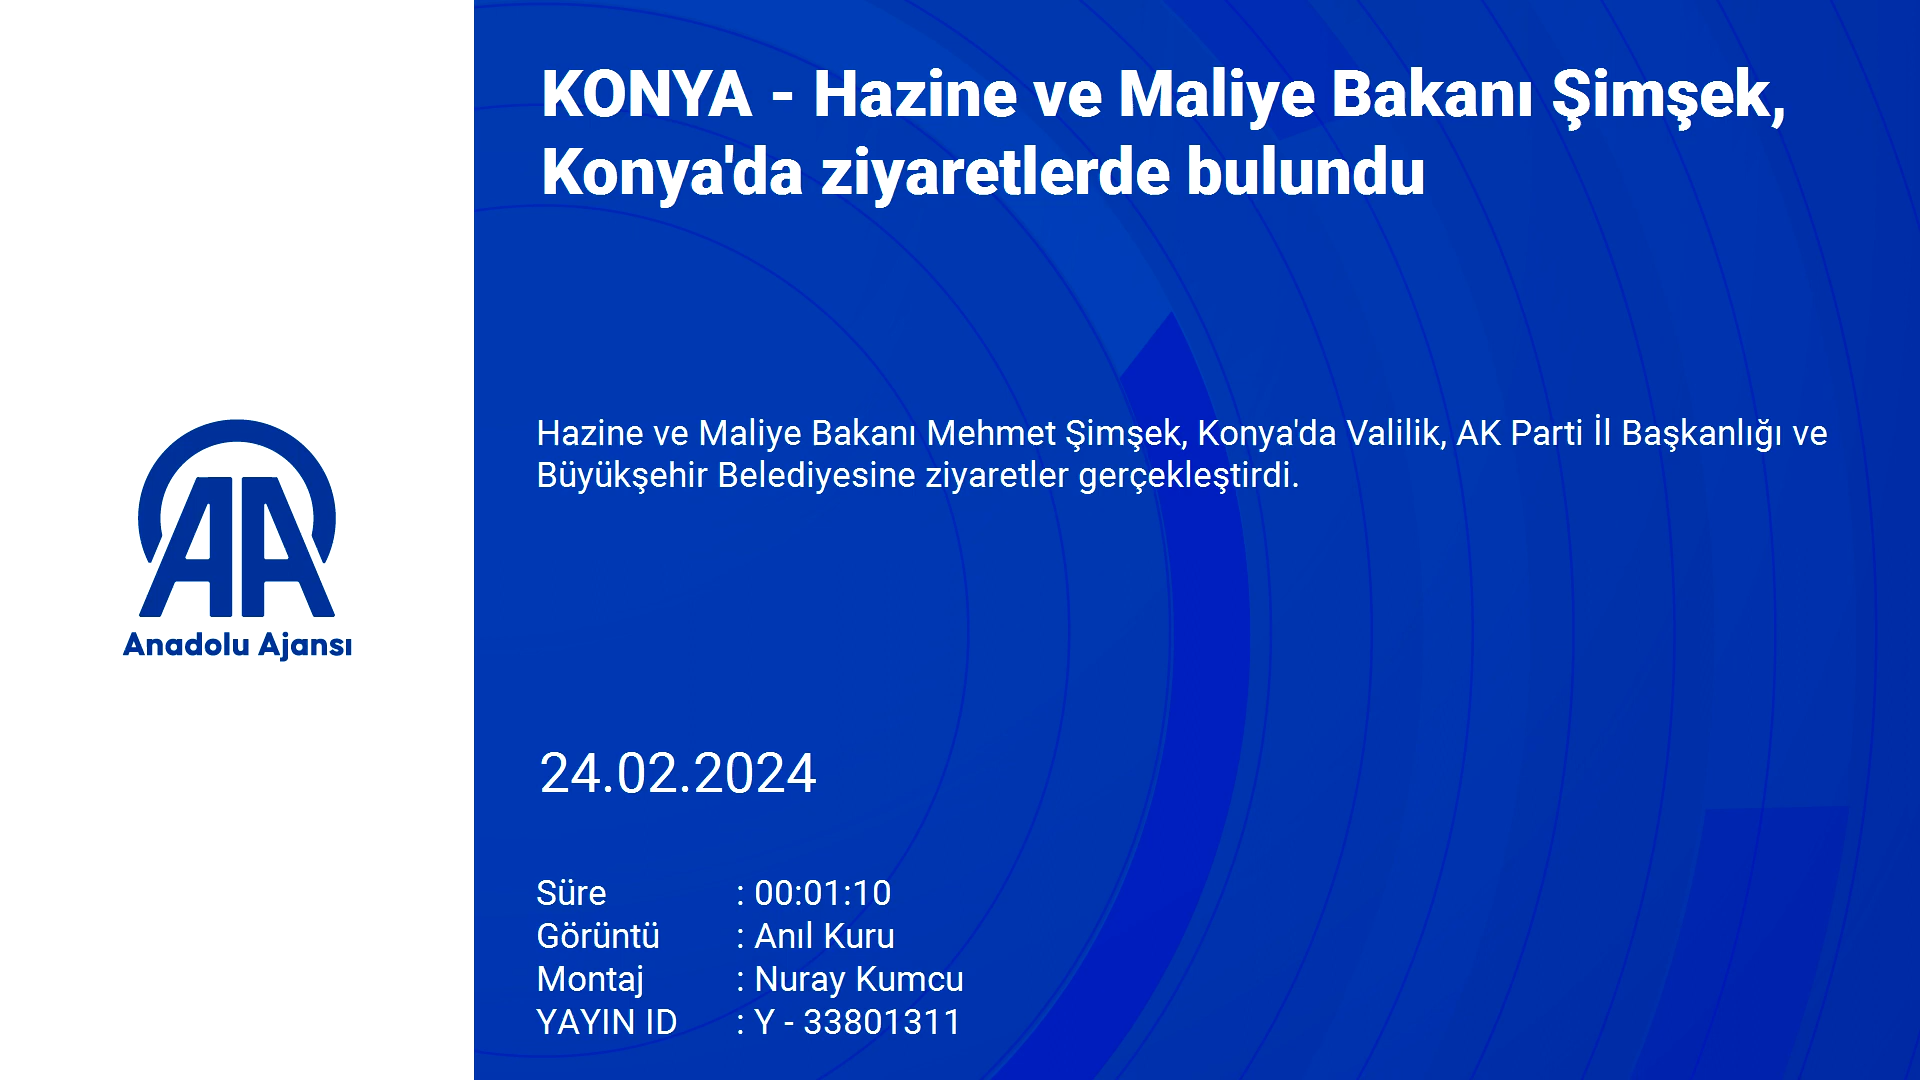 KONYA - Hazine ve Maliye Bakanı Şimşek,
Konya'da ziyaretlerde bulundu
Hazine ve Maliye Bakanı Mehmet Şimşek, Konya'da Valilik, AK Parti İl Başkanlığı ve
Büyükşehir Belediyesine ziyaretler gerçekleştirdi.
AA
Anadolu Ajansı
24.02.2024
Süre : 00:01:10
Görüntü : Anıl Kuru
Montaj : Nuray Kumcu
YAYIN ID : Y - 33801311